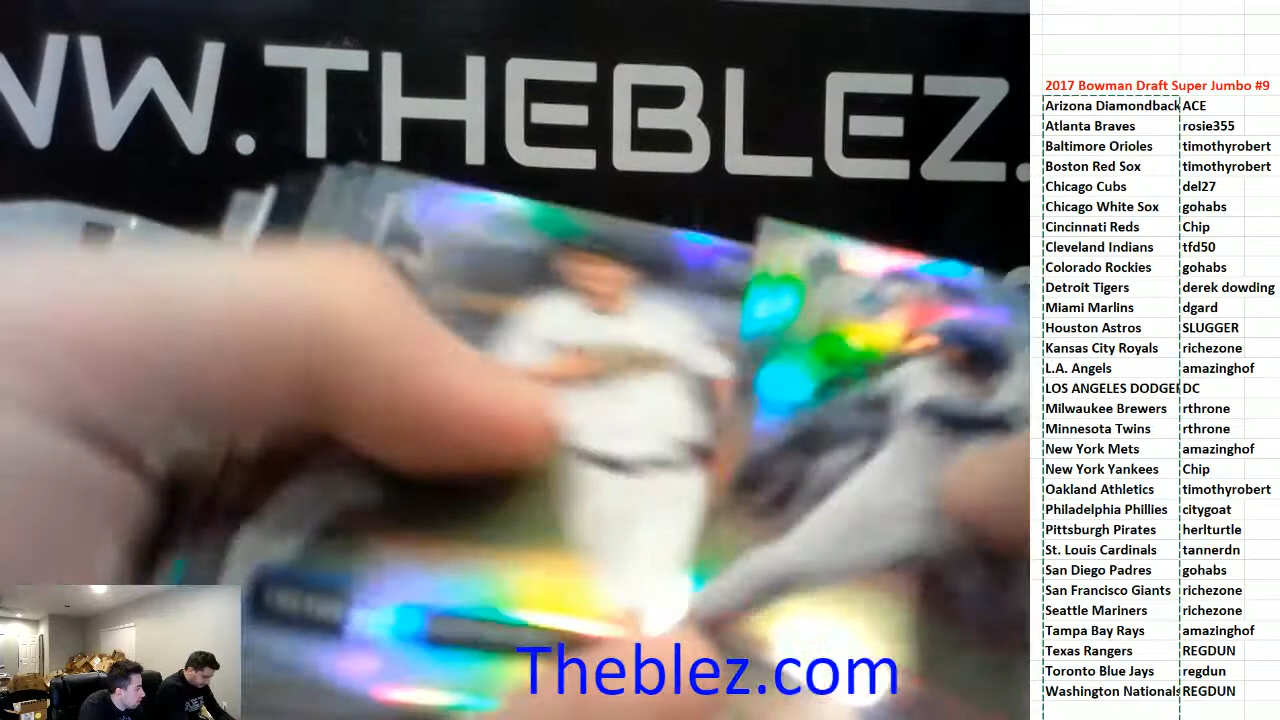 WW.THEBLEZ.
Theblez.com
2017 Bowman Draft Super Jumbo #9
Arizona Diamondback ACE
Atlanta Braves rosie355
Baltimore Orioles timothyrobert
Boston Red Sox timothyrobert
Chicago Cubs del27
Chicago White Sox gohabs
Cincinnati Reds Chip
Cleveland Indians tfd50
Colorado Rockies gohabs
Detroit Tigers derek dowding
Miami Marlins dgard
Houston Astros SLUGGER
Kansas City Royals richezone
L.A. Angels amazinghof
LOS ANGELES DODGE DC
Milwaukee Brewers rthrone
Minnesota Twins rthrone
New York Mets amazinghof
New York Yankees Chip
Oakland Athletics timothyrobert
Philadelphia Phillies citygoat
Pittsburgh Pirates herlturtle
St. Louis Cardinals tannerdn
San Diego Padres gohabs
San Francisco Giants richezone
Seattle Mariners richezone
Tampa Bay Rays amazinghof
Texas Rangers REGDUN
Toronto Blue Jays regdun
Washington Nationals REGDUN